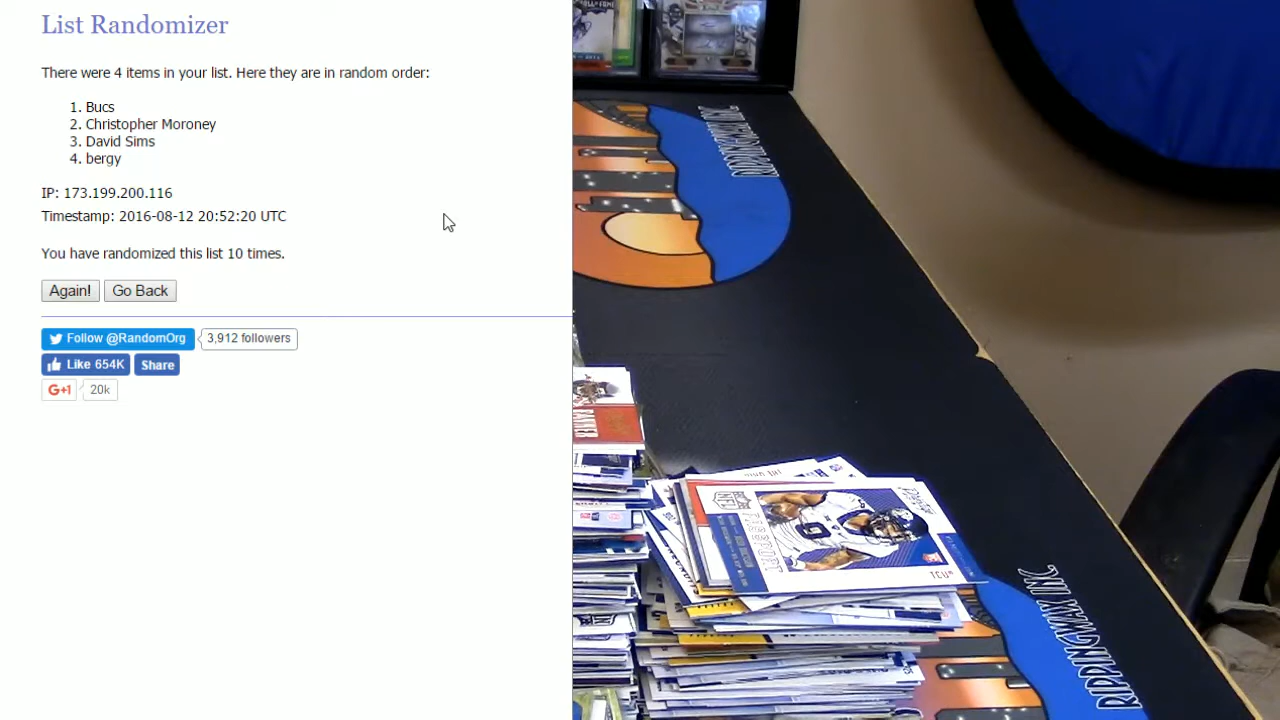 List Randomizer
There were 4 items in your list. Here they are in random order:
1. Bucs
2. Christopher Moroney
3. David Sims
4. bergy
IP: 173.199.200.116
Timestamp: 2016-08-12 20:52:20 UTC
You have randomized this list 10 times.
Again! Go Back
Follow @RandomOrg 3,912 followers
Like 654K Share
G+1 20k
RIPPINGWAX INC
NFL
RIPPINGWAX INC